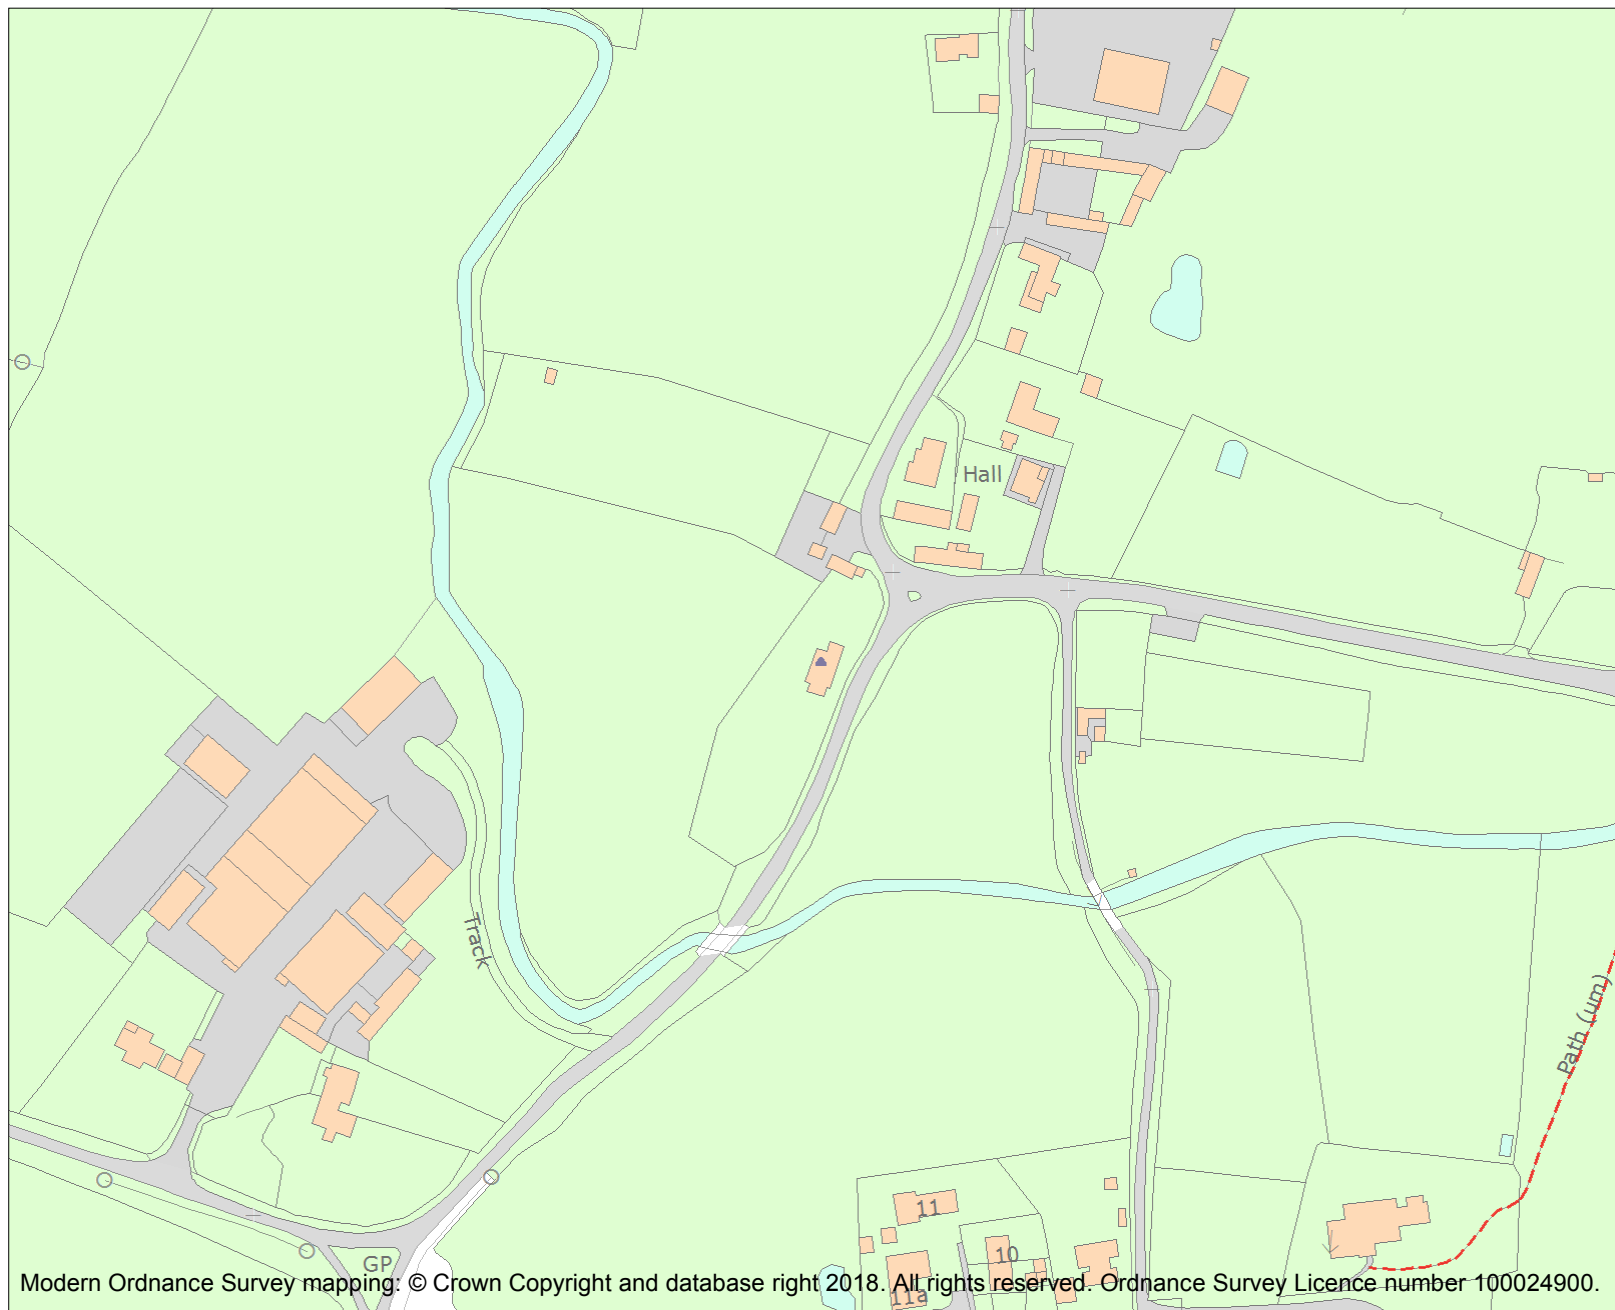 Hall
Track
Path (um)
11
10
GP
11a
Modern Ordnance Survey mapping: © Crown Copyright and database right 2018. All rights reserved. Ordnance Survey Licence number 100024900.